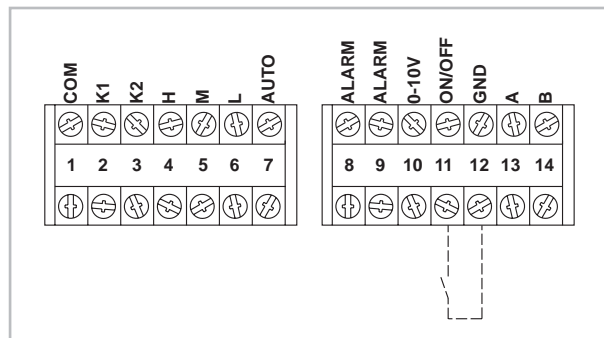 COM K1 K2 H M L AUTO
1 2 3 4 5 6 7
ALARM ALARM 0-10V ON/OFF GND A B
8 9 10 11 12 13 14